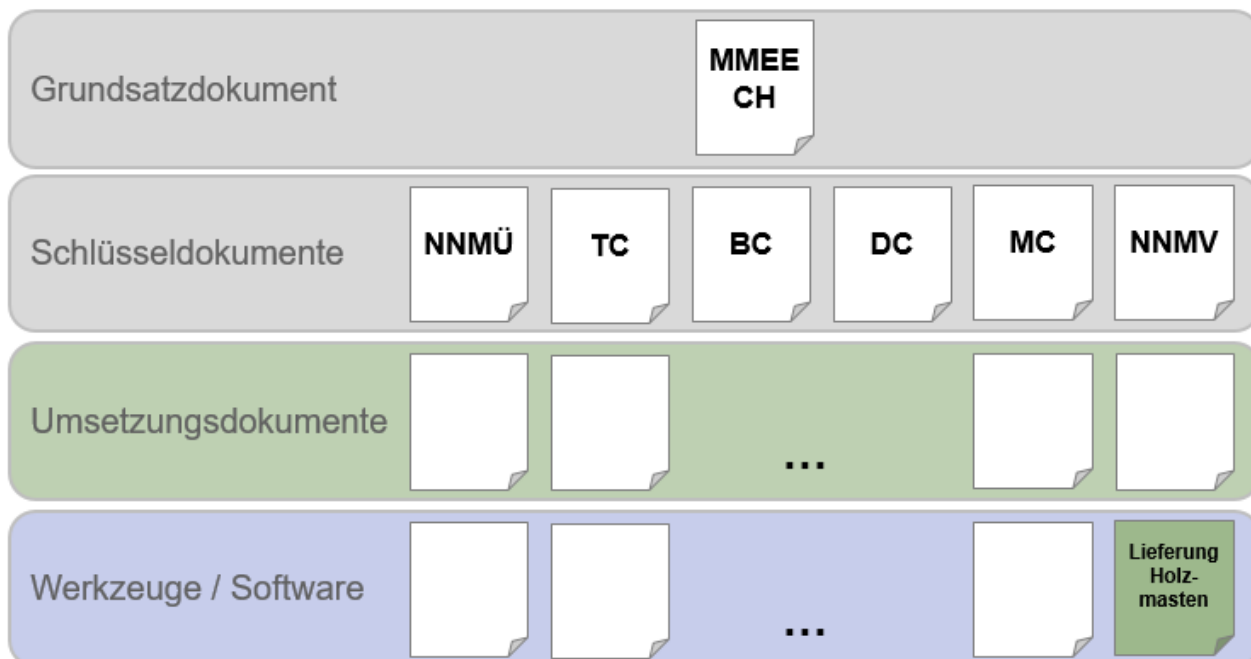 Grundsatzdokument
MMEE
CH
Schlüsseldokumente
NNMÜ
TC
BC
DC
MC
NNMV
Umsetzungsdokumente
...
Werkzeuge / Software
...
Lieferung
Holz-
masten